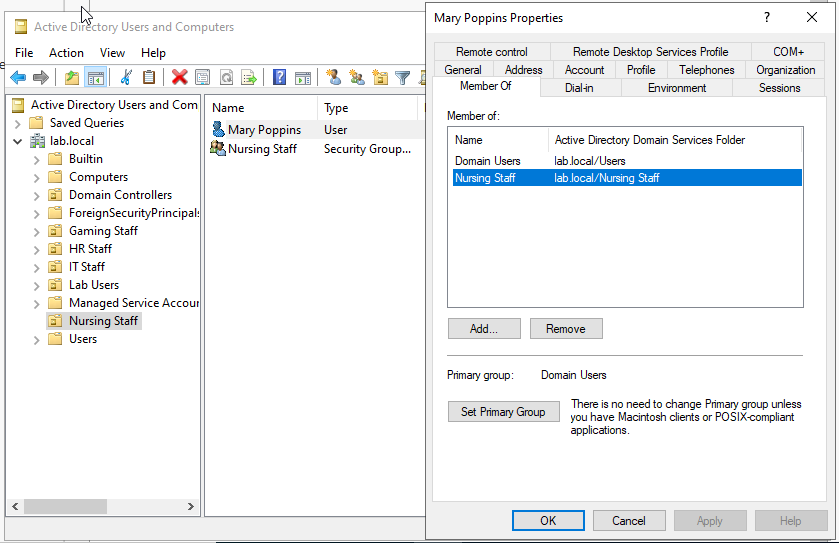 Active Directory Users and Computers
File Action View Help
Active Directory Users and Com
Saved Queries
lab.local
Builtin
Computers
Domain Controllers
ForeignSecurityPrincipals
Gaming Staff
HR Staff
IT Staff
Lab Users
Managed Service Accour
Nursing Staff
Users
Name Type
Mary Poppins User
Nursing Staff Security Group...
Mary Poppins Properties
? X
Remote control Remote Desktop Services Profile COM+
General Address Account Profile Telephones Organization
Member Of Dial-in Environment Sessions
Member of:
Name Active Directory Domain Services Folder
Domain Users lab.local/Users
Nursing Staff lab.local/Nursing Staff
Add... Remove
Primary group: Domain Users
Set Primary Group
There is no need to change Primary group unless
you have Macintosh clients or POSIX-compliant
applications.
OK Cancel Apply Help